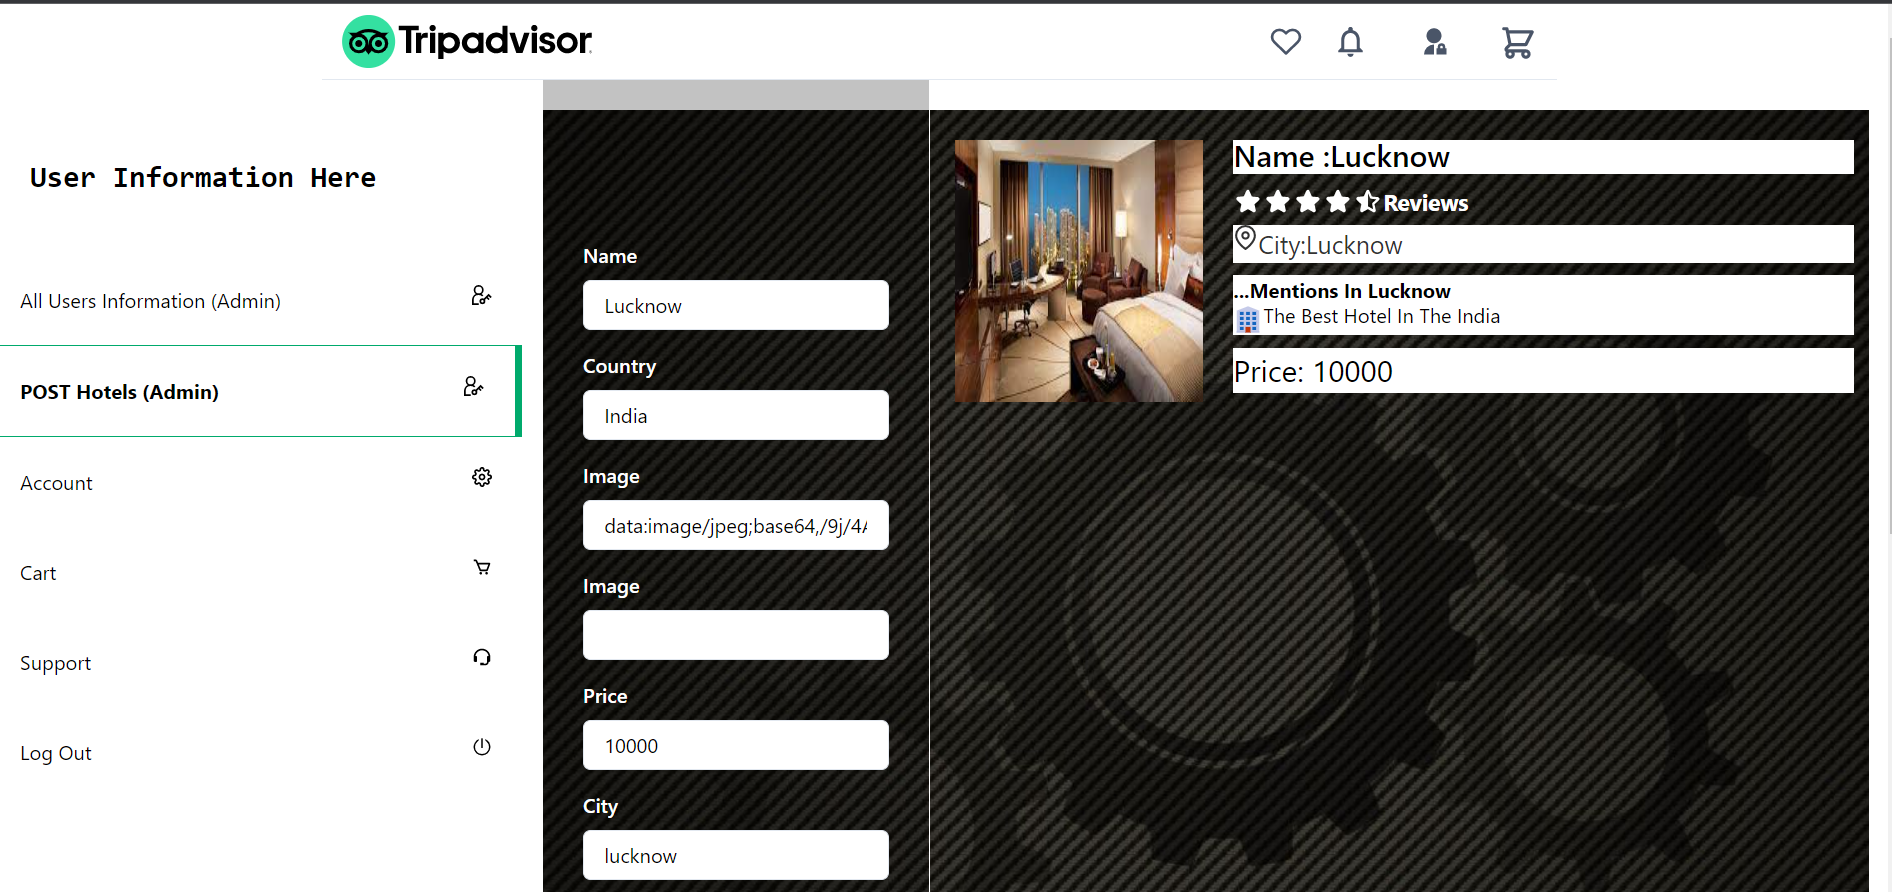 Tripadvisor
User Information Here
All Users Information (Admin)
POST Hotels (Admin)
Account
Cart
Support
Log Out
Name
Lucknow
Country
India
Image
data:image/jpeg;base64,/9j/4A
Image
Price
10000
City
lucknow
Name :Lucknow
Reviews
City:Lucknow
...Mentions In Lucknow
The Best Hotel In The India
Price: 10000